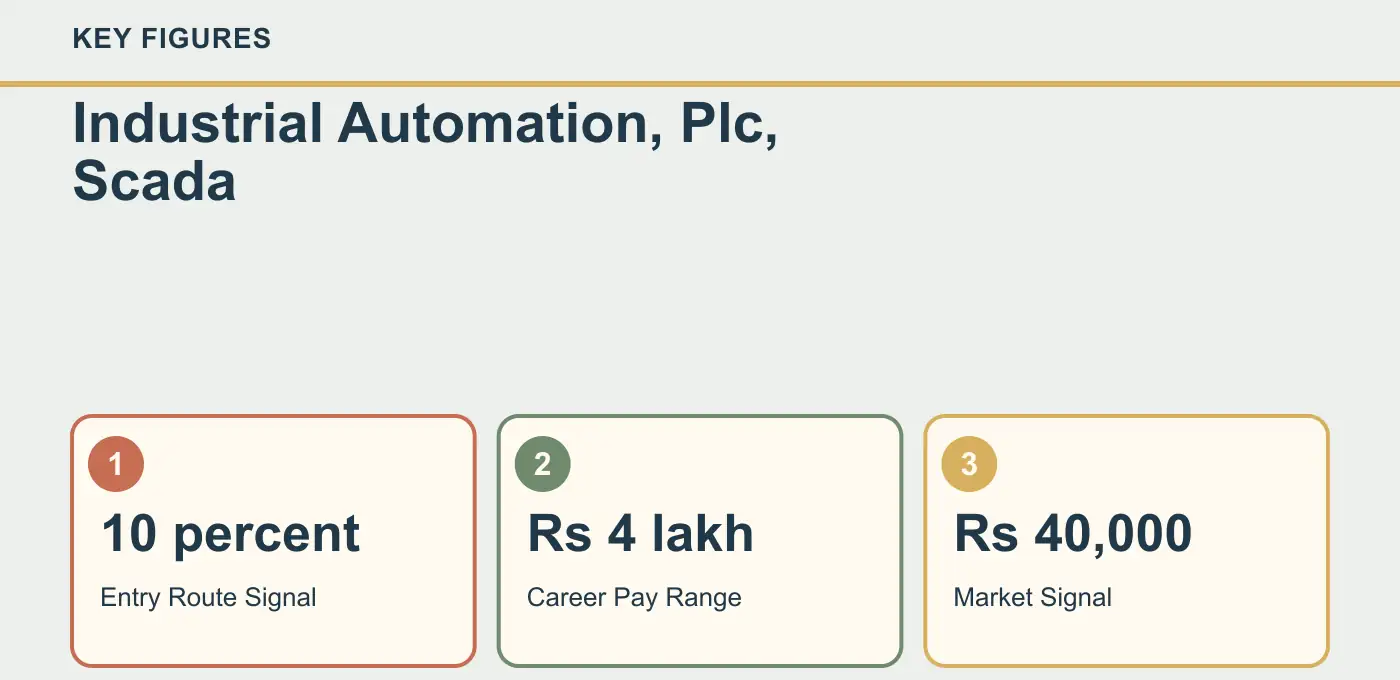 KEY FIGURES
Industrial Automation, Plc,
Scada
1
10 percent
Entry Route Signal
2
Rs 4 lakh
Career Pay Range
3
Rs 40,000
Market Signal